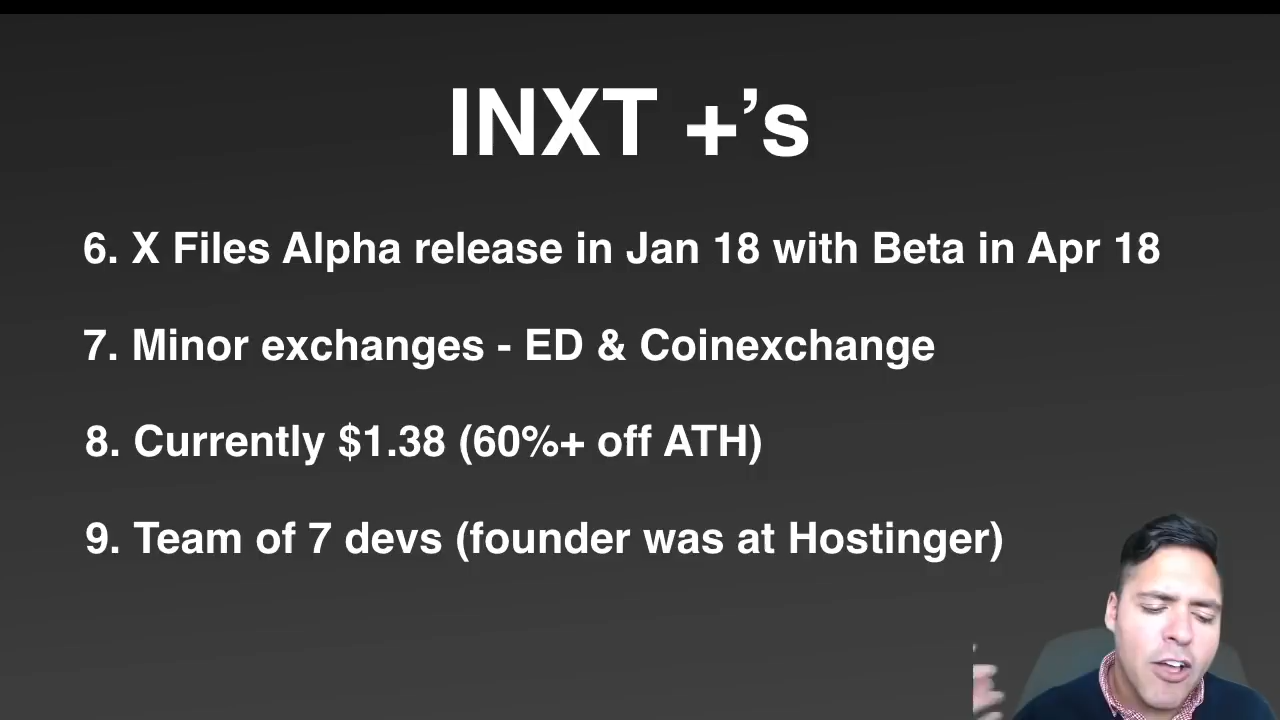 INXT +’s
6. X Files Alpha release in Jan 18 with Beta in Apr 18
7. Minor exchanges - ED & Coinexchange
8. Currently $1.38 (60%+ off ATH)
9. Team of 7 devs (founder was at Hostinger)